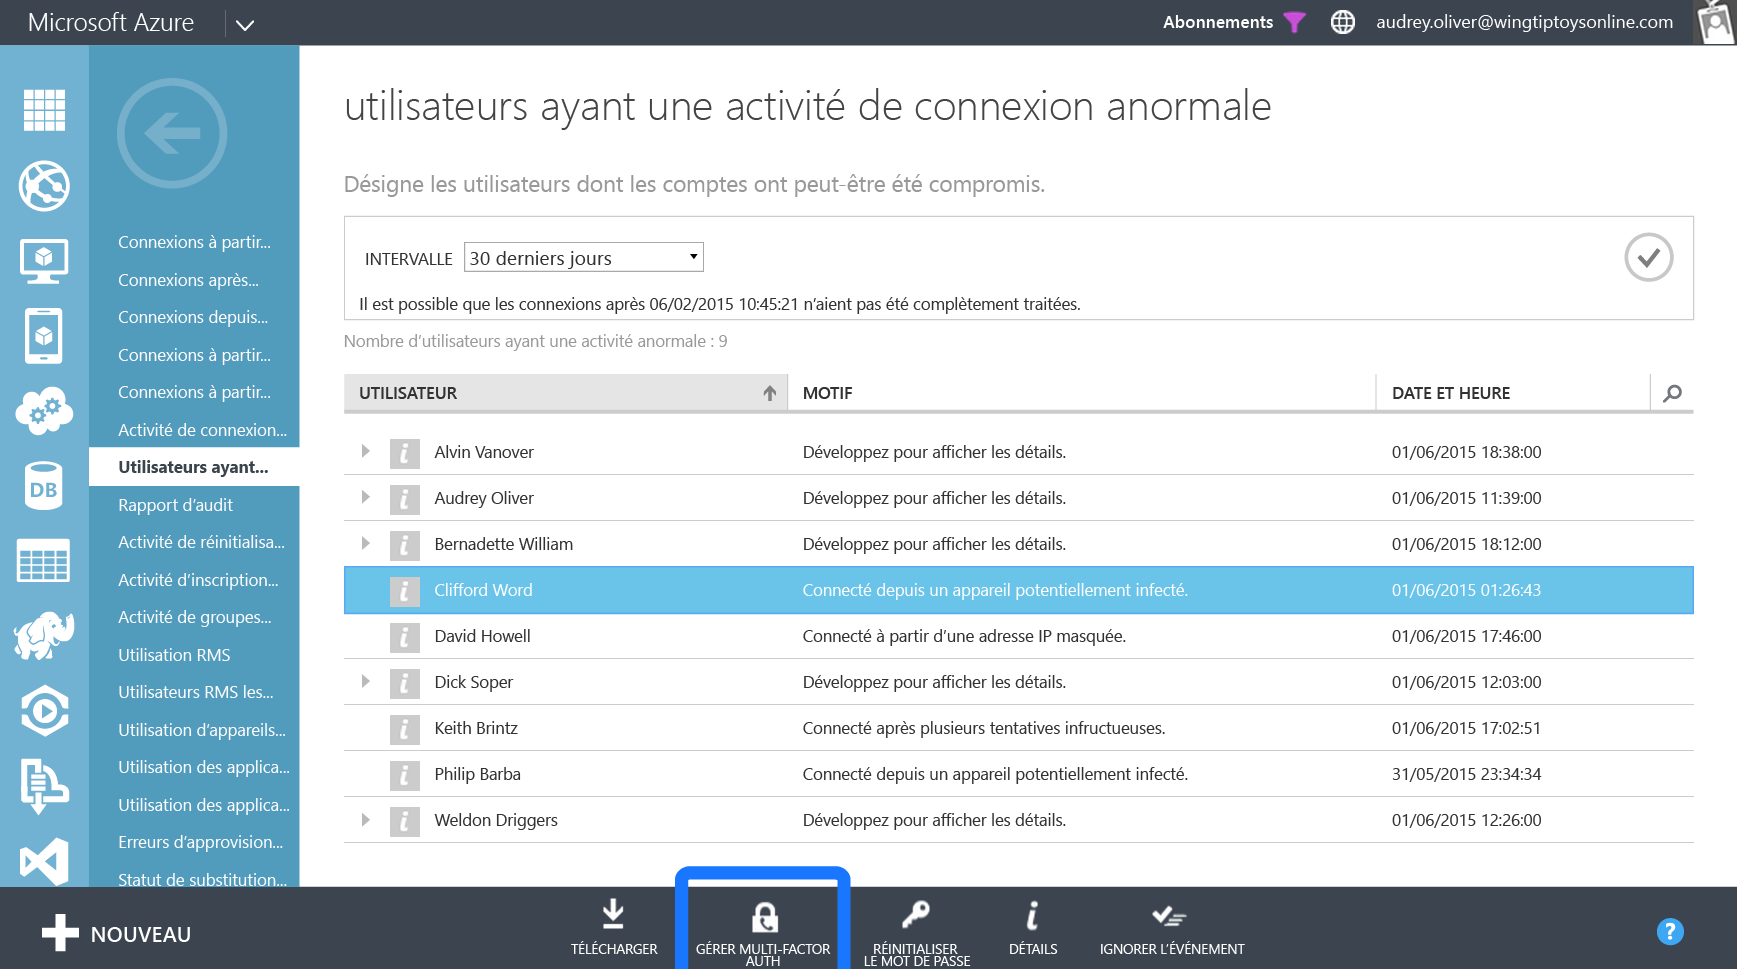 Microsoft Azure
Abonnements
audrey.oliver@wingtiptoysonline.com
Connexions à partir...
Connexions après...
Connexions depuis...
Connexions à partir...
Connexions à partir...
Activité de connexion...
Utilisateurs ayant...
Rapport d’audit
Activité de réinitialisa...
Activité d’inscription...
Activité de groupes...
Utilisation RMS
Utilisateurs RMS les...
Utilisation d’appareils...
Utilisation des applica...
Utilisation des applica...
Erreurs d’approvision...
Statut de substitution...
DB
utilisateurs ayant une activité de connexion anormale
Désigne les utilisateurs dont les comptes ont peut-être été compromis.
INTERVALLE 30 derniers jours
Il est possible que les connexions après 06/02/2015 10:45:21 n’aient pas été complètement traitées.
Nombre d’utilisateurs ayant une activité anormale : 9
UTILISATEUR MOTIF DATE ET HEURE
Alvin Vanover Développez pour afficher les détails. 01/06/2015 18:38:00
Audrey Oliver Développez pour afficher les détails. 01/06/2015 11:39:00
Bernadette William Développez pour afficher les détails. 01/06/2015 18:12:00
Clifford Word Connecté depuis un appareil potentiellement infecté. 01/06/2015 01:26:43
David Howell Connecté à partir d’une adresse IP masquée. 01/06/2015 17:46:00
Dick Soper Développez pour afficher les détails. 01/06/2015 12:03:00
Keith Brintz Connecté après plusieurs tentatives infructueuses. 01/06/2015 17:02:51
Philip Barba Connecté depuis un appareil potentiellement infecté. 31/05/2015 23:34:34
Weldon Driggers Développez pour afficher les détails. 01/06/2015 12:26:00
NOUVEAU
TÉLÉCHARGER
GÉRER MULTI-FACTOR
AUTH
RÉINITIALISER
LE MOT DE PASSE
DÉTAILS
IGNORER L’ÉVÉNEMENT
?